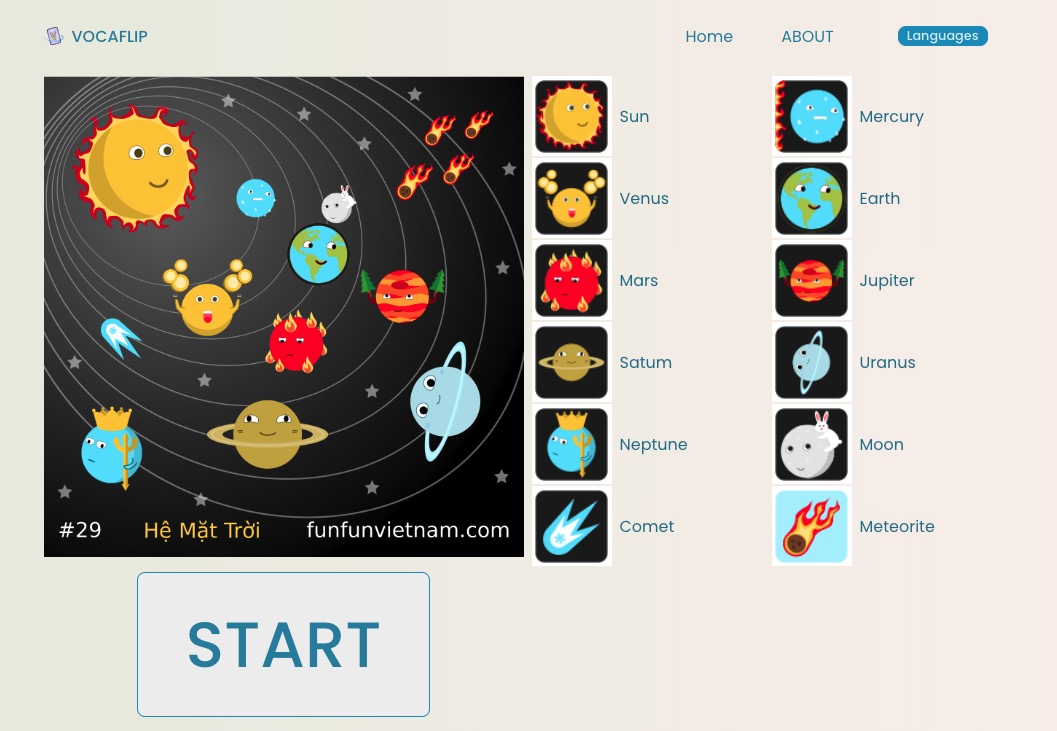 VOCAFLIP
Home
ABOUT
Languages
#29
Hệ Mặt Trời
funfunvietnam.com
Sun
Mercury
Venus
Earth
Mars
Jupiter
Satum
Uranus
Neptune
Moon
Comet
Meteorite
START